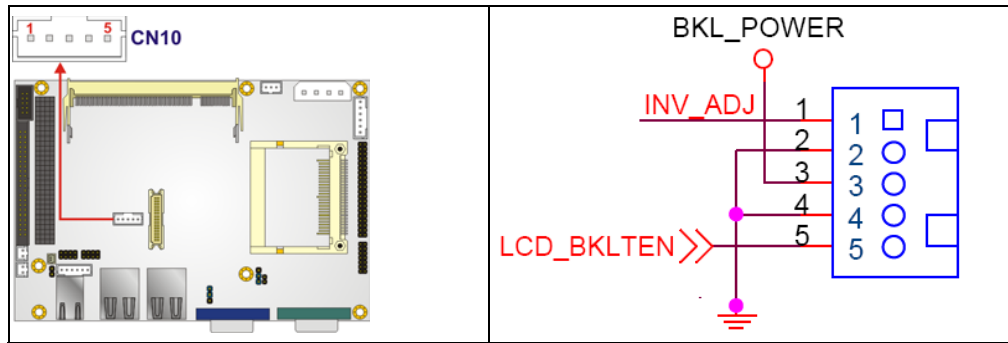 1 5 CN10
BKL_POWER
INV_ADJ
1 1
2 2
3 3
4 4
LCD_BKLTEN 5 5